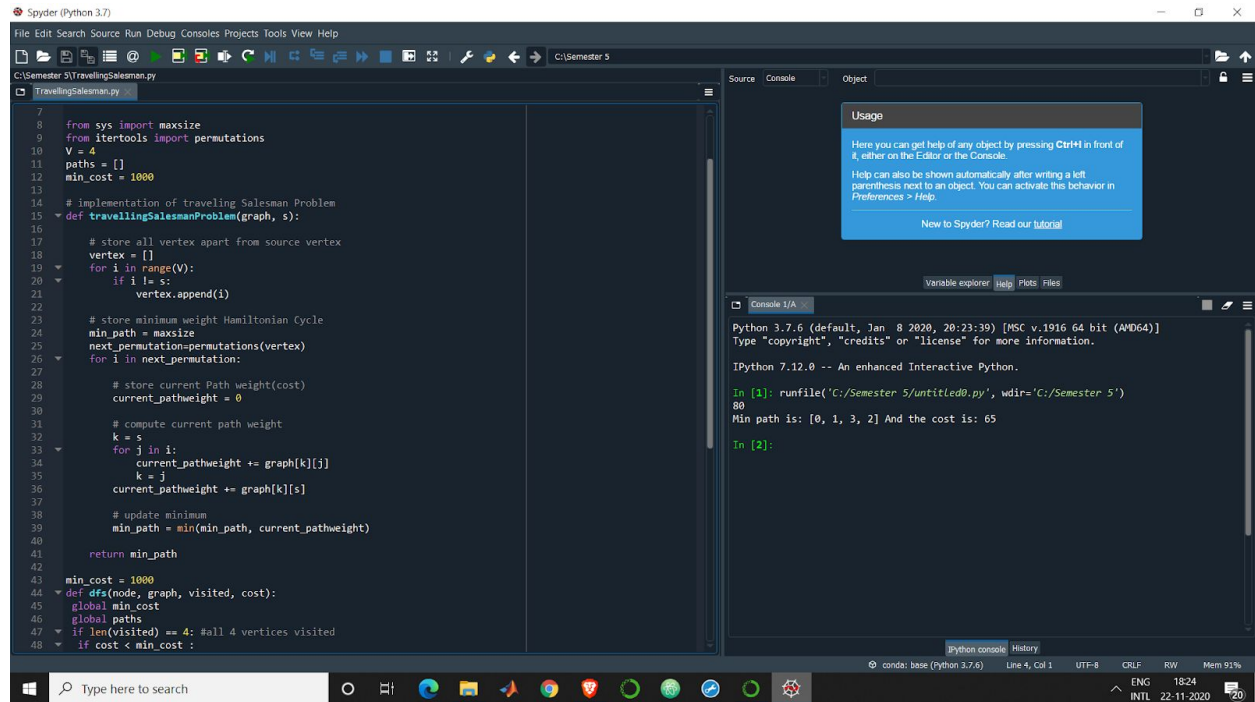 Spyder (Python 3.7)
File Edit Search Source Run Debug Consoles Projects Tools View Help
C:\Semester 5
C:\Semester 5\TravellingSalesman.py
TravellingSalesman.py
7
8 from sys import maxsize
9 from itertools import permutations
10 V = 4
11 paths = []
12 min_cost = 1000
13
14 # implementation of traveling Salesman Problem
15 def travellingSalesmanProblem(graph, s):
16
17 # store all vertex apart from source vertex
18 vertex = []
19 for i in range(V):
20 if i != s:
21 vertex.append(i)
22
23 # store minimum weight Hamiltonian Cycle
24 min_path = maxsize
25 next_permutation=permutations(vertex)
26 for i in next_permutation:
27
28 # store current Path weight(cost)
29 current_pathweight = 0
30
31 # compute current path weight
32 k = s
33 for j in i:
34 current_pathweight += graph[k][j]
35 k = j
36 current_pathweight += graph[k][s]
37
38 # update minimum
39 min_path = min(min_path, current_pathweight)
40
41 return min_path
42
43 min_cost = 1000
44 def dfs(node, graph, visited, cost):
45 global min_cost
46 global paths
47 if len(visited) == 4: #all 4 vertices visited
48 if cost < min_cost :
Source Console Object
Usage
Here you can get help of any object by pressing Ctrl+I in front of
it, either on the Editor or the Console.
Help can also be shown automatically after writing a left
parenthesis next to an object. You can activate this behavior in
Preferences > Help.
New to Spyder? Read our tutorial
Variable explorer Help Plots Files
Console 1/A
Python 3.7.6 (default, Jan 8 2020, 20:23:39) [MSC v.1916 64 bit (AMD64)]
Type "copyright", "credits" or "license" for more information.
IPython 7.12.0 -- An enhanced Interactive Python.
In [1]: runfile('C:/Semester 5/untitled0.py', wdir='C:/Semester 5')
80
Min path is: [0, 1, 3, 2] And the cost is: 65
In [2]:
IPython console History
conda: base (Python 3.7.6) Line 4, Col 1 UTF-8 CRLF RW Mem 91%
Type here to search
ENG 18:24
INTL 22-11-2020 20